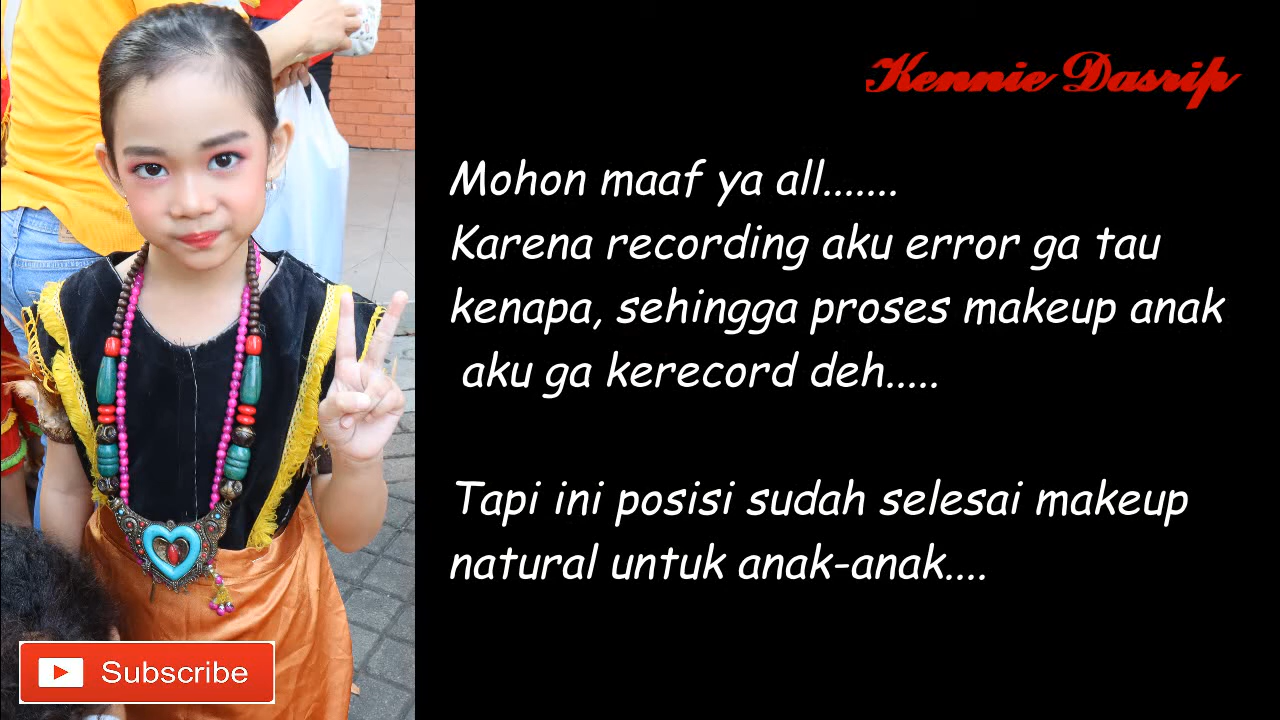 Kennie Dasrip
Mohon maaf ya all.......
Karena recording aku error ga tau
kenapa, sehingga proses makeup anak
aku ga kerecord deh.....
Tapi ini posisi sudah selesai makeup
natural untuk anak-anak....
Subscribe